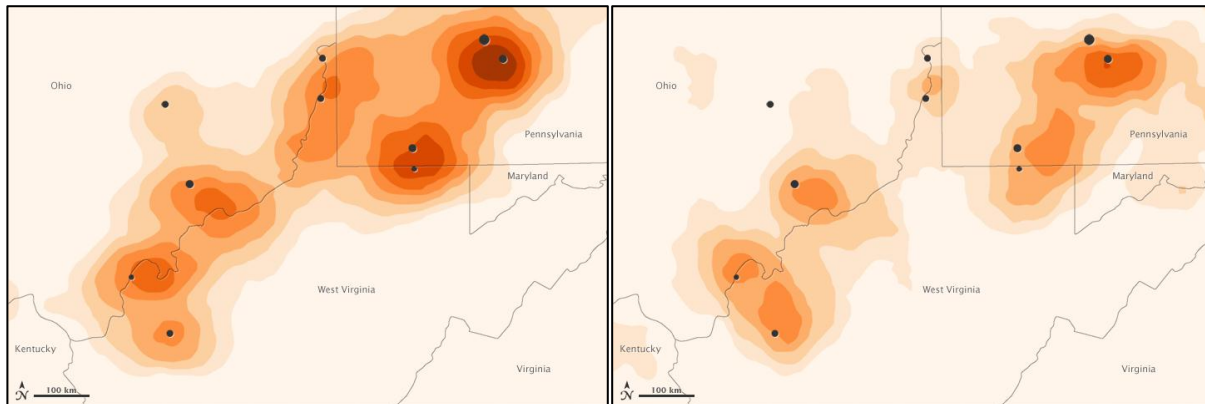 Ohio
Pennsylvania
Maryland
West Virginia
Kentucky
Virginia
N
100 km
Ohio
Pennsylvania
Maryland
West Virginia
Kentucky
Virginia
N
100 km